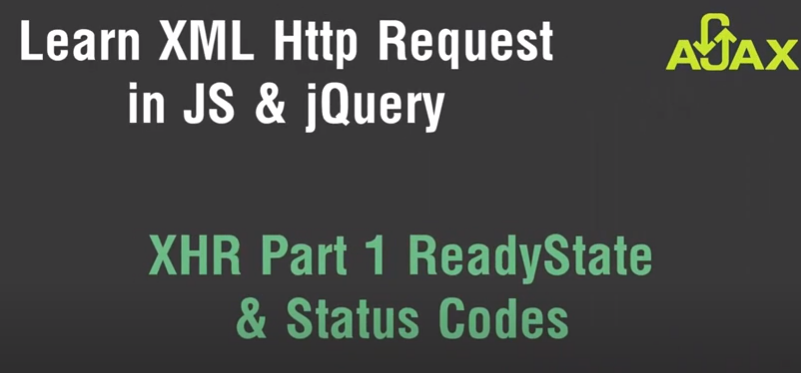 Learn XML Http Request
in JS & jQuery
AJAX
XHR Part 1 ReadyState
& Status Codes